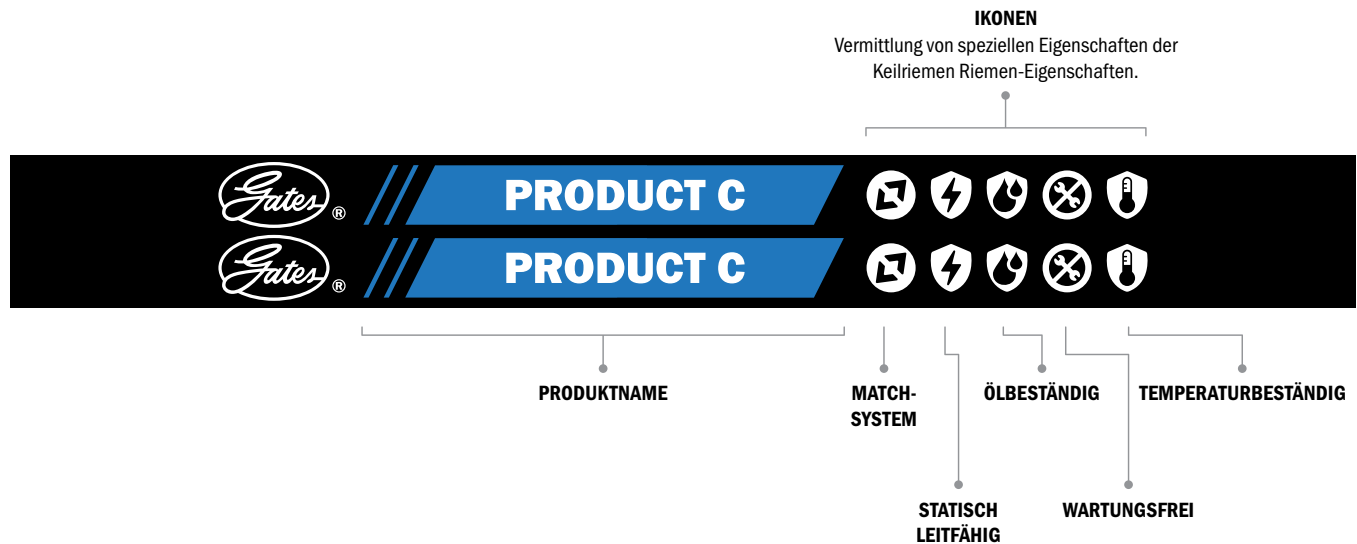 IKONEN
Vermittlung von speziellen Eigenschaften der
Keilriemen Riemen-Eigenschaften.
Gates ® PRODUCT C
Gates ® PRODUCT C
PRODUKTNAME
MATCH-
SYSTEM
ÖLBESTÄNDIG
TEMPERATURBESTÄNDIG
STATISCH
LEITFÄHIG
WARTUNGSFREI